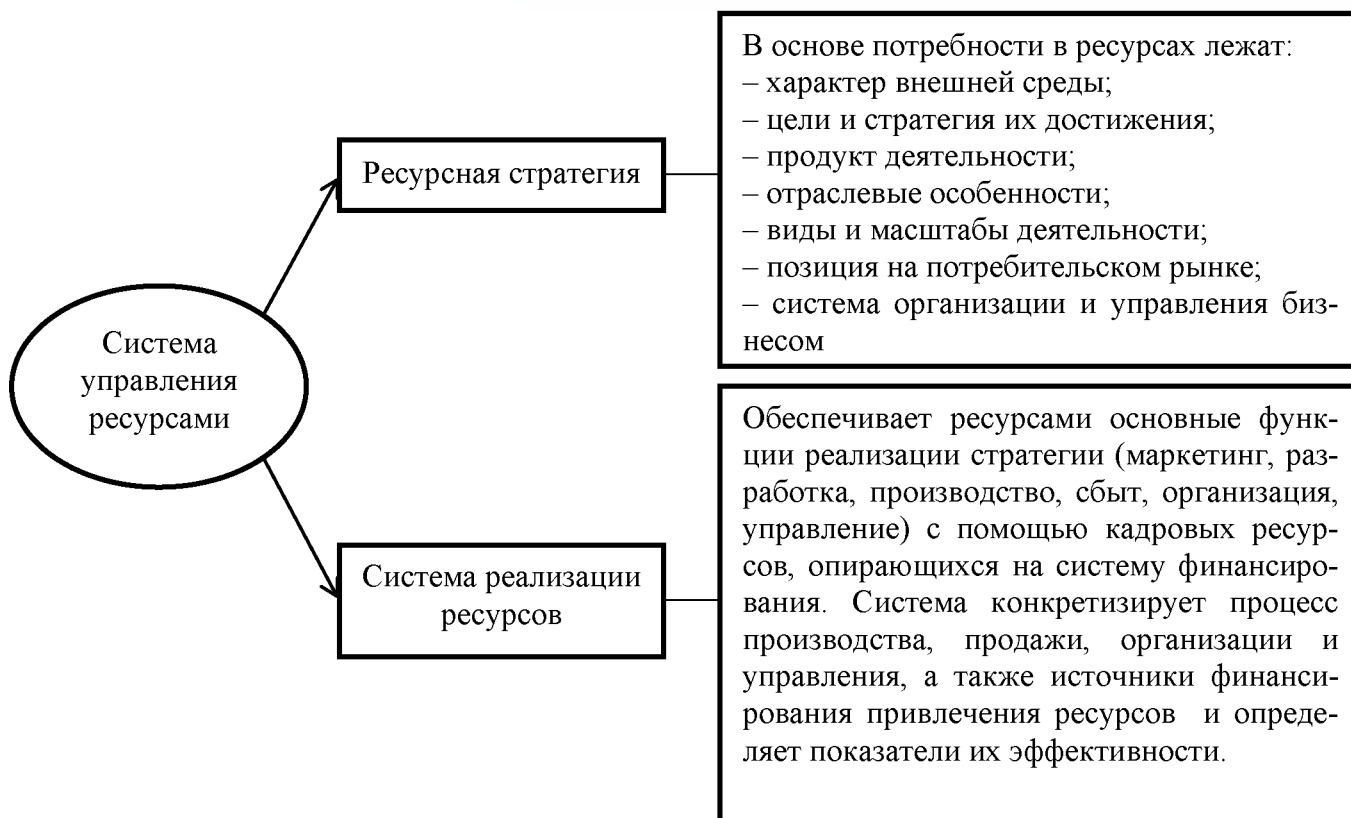 В основе потребности в ресурсах лежат:
– характер внешней среды;
– цели и стратегия их достижения;
– продукт деятельности;
– отраслевые особенности;
– виды и масштабы деятельности;
– позиция на потребительском рынке;
– система организации и управления биз-
несом
Ресурсная стратегия
Система
управления
ресурсами
Система реализации
ресурсов
Обеспечивает ресурсами основные функ-
ции реализации стратегии (маркетинг, раз-
работка, производство, сбыт, организация,
управление) с помощью кадровых ресур-
сов, опирающихся на систему финансиро-
вания. Система конкретизирует процесс
производства, продажи, организации и
управления, а также источники финанси-
рования привлечения ресурсов и опреде-
ляет показатели их эффективности.